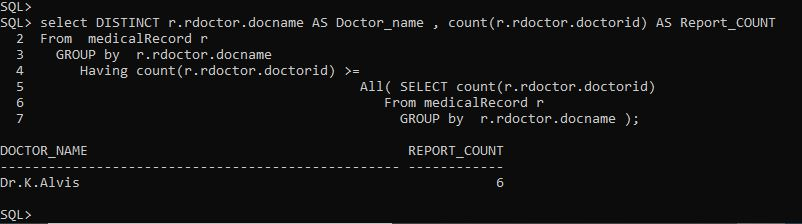 SQL>
SQL> select DISTINCT r.rdoctor.docname AS Doctor_name , count(r.rdoctor.doctorid) AS Report_COUNT
2 From medicalRecord r
3 GROUP by r.rdoctor.docname
4 Having count(r.rdoctor.doctorid) >=
5 All( SELECT count(r.rdoctor.doctorid)
6 From medicalRecord r
7 GROUP by r.rdoctor.docname );
DOCTOR_NAME REPORT_COUNT
-------------------------------------------------- ------------
Dr.K.Alvis 6
SQL>